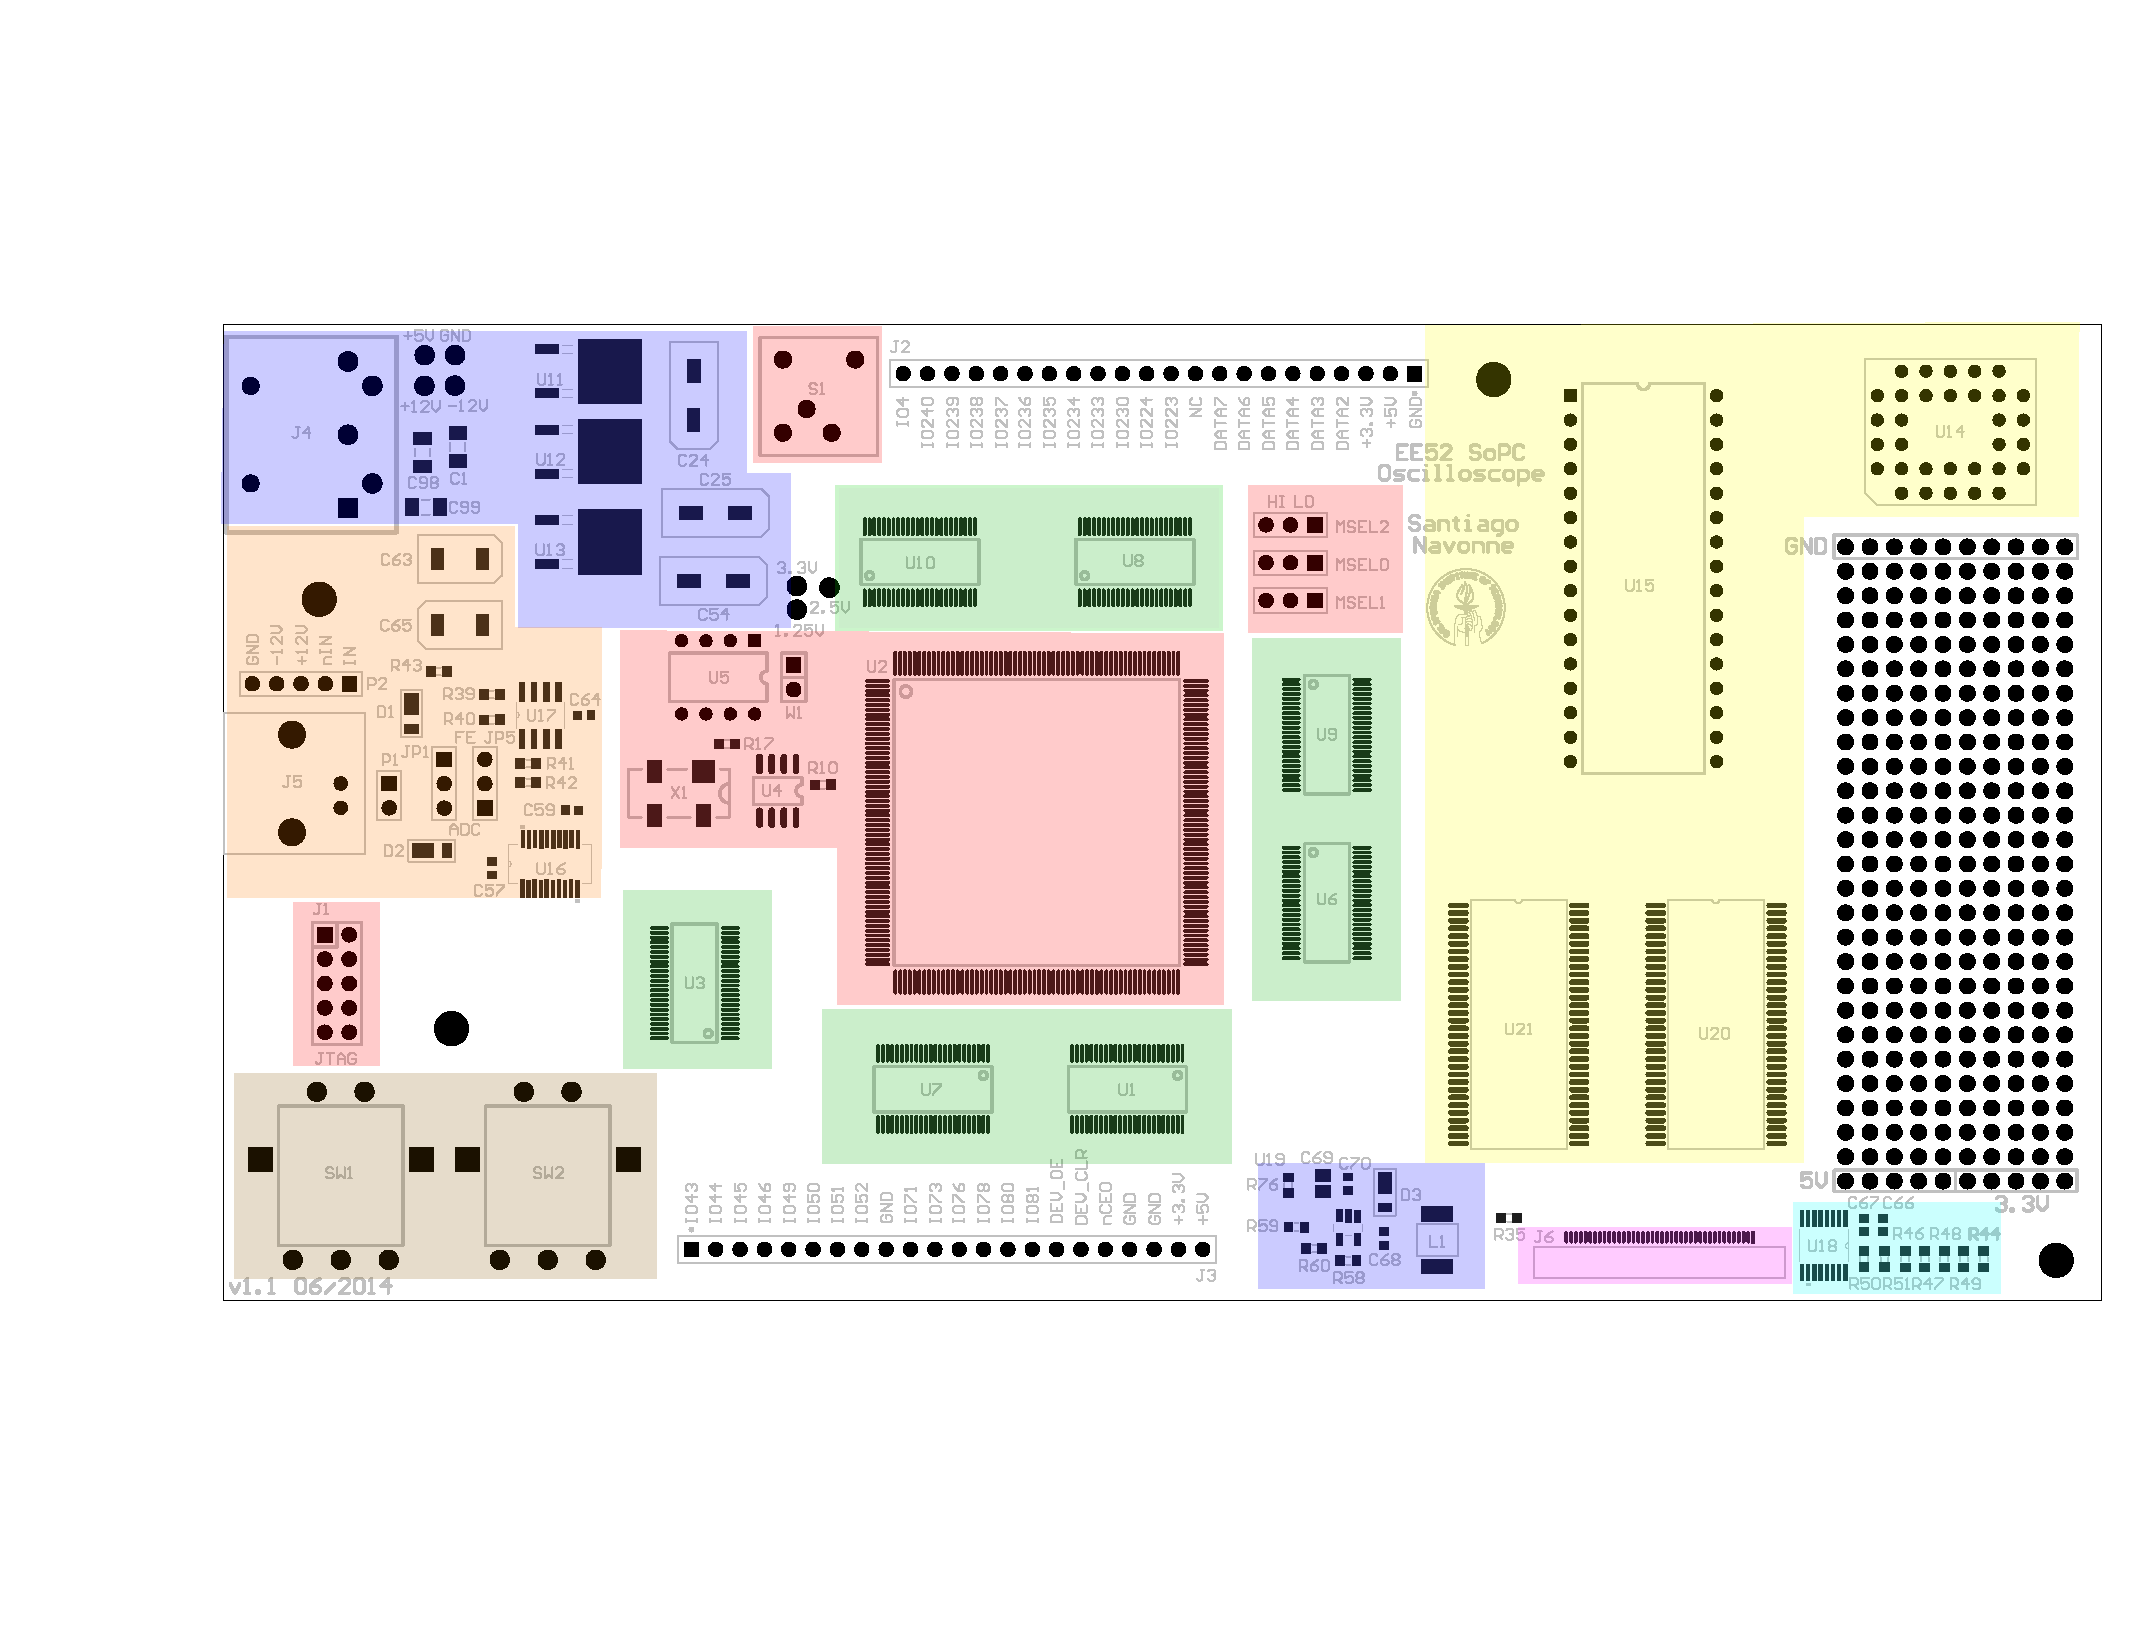 +5V GND
J4
+12V -12V
C98 C1
C99
U11
U12
U13
C24
C25
C54
S1
J2
IO4
IO240
IO239
IO238
IO237
IO236
IO235
IO234
IO233
IO230
IO224
IO223
NC
DATA7
DATA6
DATA5
DATA4
DATA3
DATA2
+3.3V
+5V
GND
EE52 SoPC
Oscilloscope
Santiago
Navonne
U15
U14
GND
3.3V
2.5V
1.25V
U10
U8
HI LO
MSEL2
MSEL0
MSEL1
C63
C65
GND
-12V
+12V
nIN
IN
P2
R43
R39
R40
D1
U17
C64
FE JP5
JP1
P1
J5
R41
R42
C59
ADC
D2
U16
C57
U5
W1
R17
X1
U4
R10
U2
U9
U6
J1
JTAG
U3
U7
U1
U21
U20
SW1
SW2
v1.1 06/2014
IO43
IO44
IO45
IO46
IO49
IO50
IO51
IO52
GND
IO71
IO73
IO76
IO78
IO80
IO81
DEV_OE
DEV_CLR
nCEO
GND
GND
+3.3V
+5V
J3
U19
C69
C70
R76
D3
R59
R60
R58
C68
L1
R35
J6
5V
3.3V
C67 C66
U18
R46 R48 R44
R50 R51 R47 R49